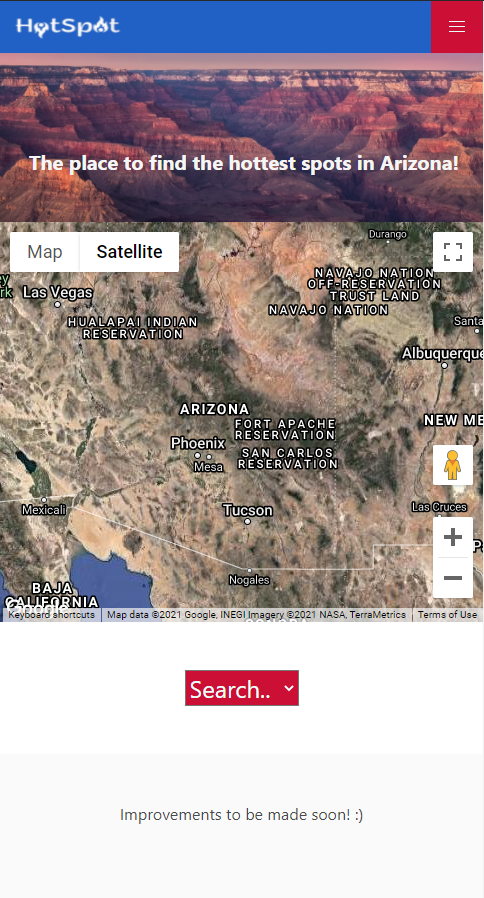 HotSpot
The place to find the hottest spots in Arizona!
Map
Satellite
Durango
NAVAJO NATION
OFF-RESERVATION
TRUST LAND
NAVAJO NATION
Las Vegas
Santa
HUALAPAI INDIAN
RESERVATION
Albuquerque
ARIZONA
NEW ME
FORT APACHE
RESERVATION
Phoenix
Mesa
SAN CARLOS
RESERVATION
Mexicali
Tucson
Las Cruces
Nogales
BAJA
CALIFORNIA
Google
Keyboard shortcuts
Map data ©2021 Google, INEGI Imagery ©2021 NASA, TerraMetrics
Terms of Use
Search..
Improvements to be made soon! :)